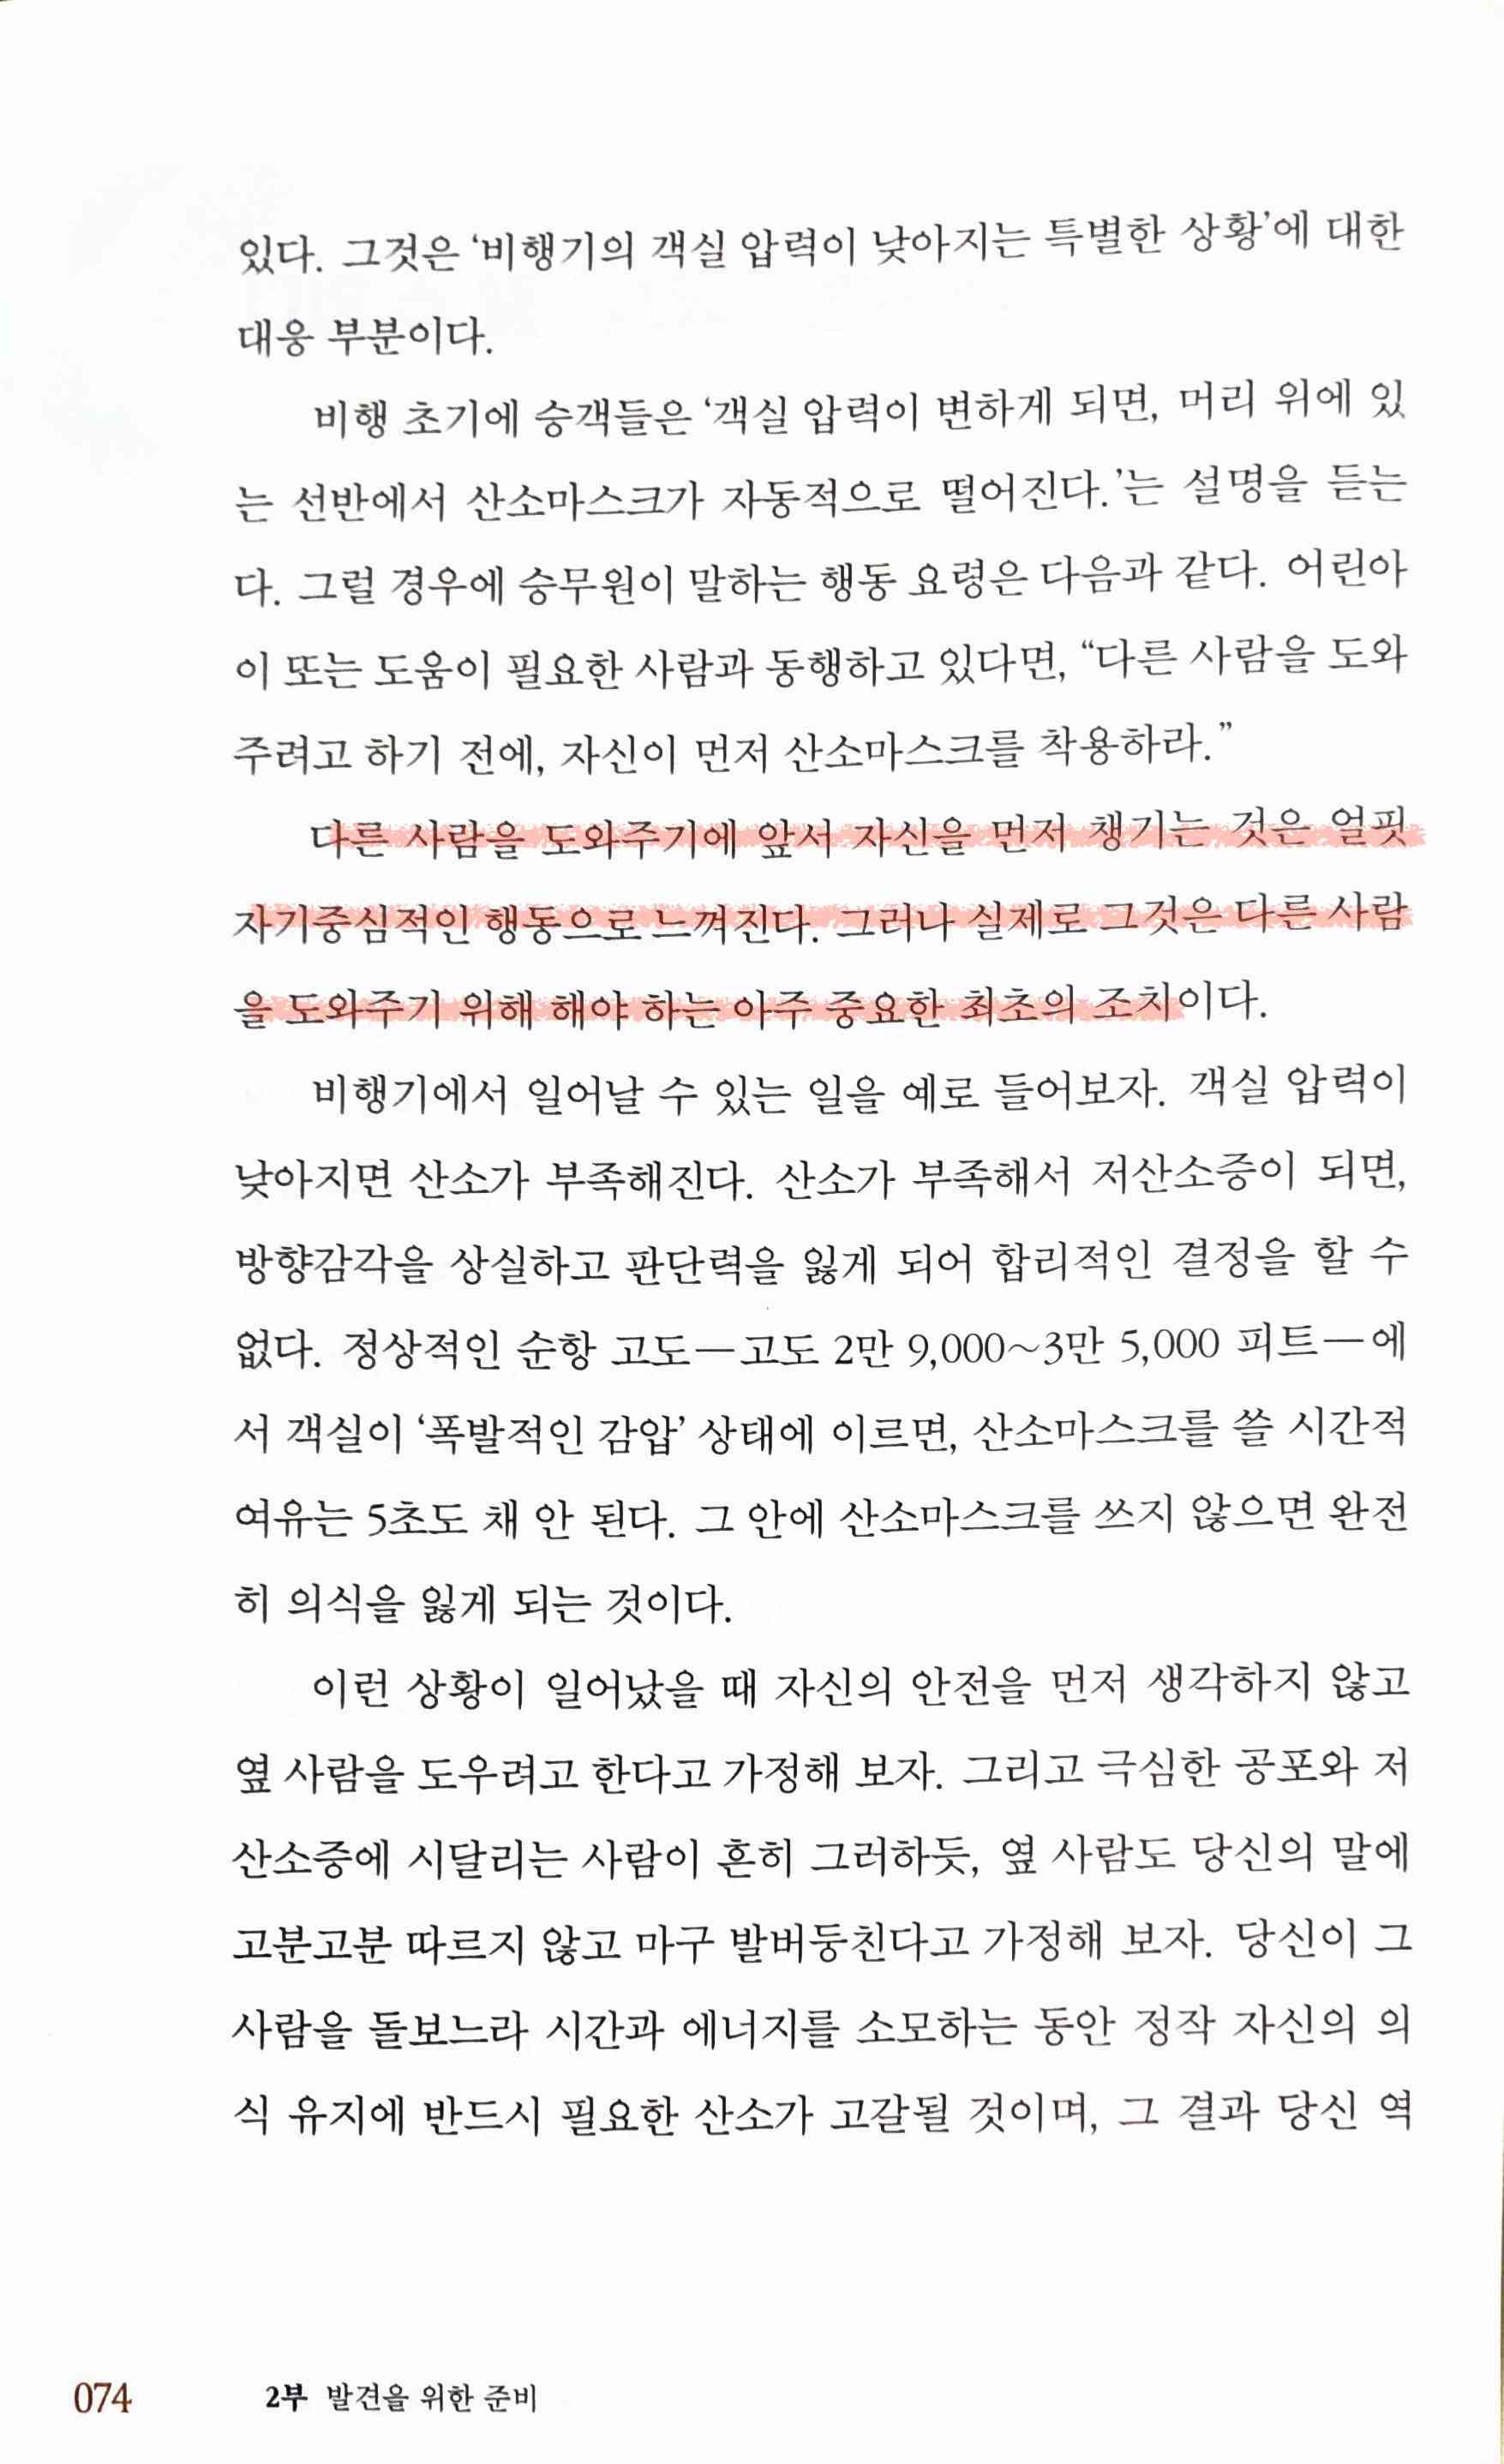 있다. 그것은 ‘비행기의 객실 압력이 낮아지는 특별한 상황’에 대한
대응 부분이다.
비행 초기에 승객들은 ‘객실 압력이 변하게 되면, 머리 위에 있
는 선반에서 산소마스크가 자동적으로 떨어진다.’는 설명을 듣는
다. 그럴 경우에 승무원이 말하는 행동 요령은 다음과 같다. 어린아
이 또는 도움이 필요한 사람과 동행하고 있다면, “다른 사람을 도와
주려고 하기 전에, 자신이 먼저 산소마스크를 착용하라.”
다른 사람을 도와주기에 앞서 자신을 먼저 챙기는 것은 얼핏
자기중심적인 행동으로 느껴진다. 그러나 실제로 그것은 다른 사람
을 도와주기 위해 해야 하는 아주 중요한 최초의 조치이다.
비행기에서 일어날 수 있는 일을 예로 들어보자. 객실 압력이
낮아지면 산소가 부족해진다. 산소가 부족해서 저산소증이 되면,
방향감각을 상실하고 판단력을 잃게 되어 합리적인 결정을 할 수
없다. 정상적인 순항 고도—고도 2만 9,000~3만 5,000 피트—에
서 객실이 ‘폭발적인 감압’ 상태에 이르면, 산소마스크를 쓸 시간적
여유는 5초도 채 안 된다. 그 안에 산소마스크를 쓰지 않으면 완전
히 의식을 잃게 되는 것이다.
이런 상황이 일어났을 때 자신의 안전을 먼저 생각하지 않고
옆 사람을 도우려고 한다고 가정해 보자. 그리고 극심한 공포와 저
산소증에 시달리는 사람이 흔히 그러하듯, 옆 사람도 당신의 말에
고분고분 따르지 않고 마구 발버둥친다고 가정해 보자. 당신이 그
사람을 돌보느라 시간과 에너지를 소모하는 동안 정작 자신의 의
식 유지에 반드시 필요한 산소가 고갈될 것이며, 그 결과 당신 역
074 2부 발견을 위한 준비